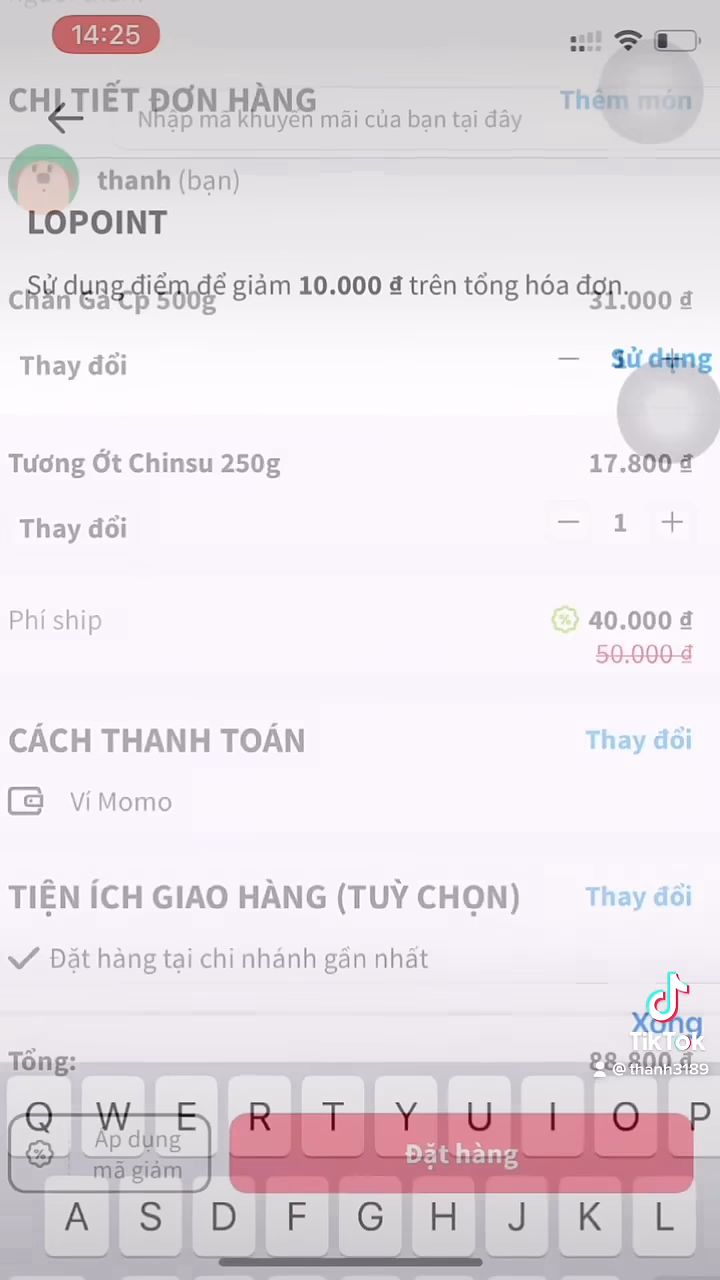 14:25
CHI TIẾT ĐƠN HÀNG
Thêm món
Nhập mã khuyến mãi của bạn tại đây
thanh (bạn)
LOPOINT
Sử dụng điểm để giảm 10.000 đ trên tổng hóa đơn.
Chân Gà Cp 500g
31.000 đ
Thay đổi
1
Sử dụng
Tương Ớt Chinsu 250g
17.800 đ
Thay đổi
1
Phí ship
40.000 đ
50.000 đ
CÁCH THANH TOÁN
Thay đổi
Ví Momo
TIỆN ÍCH GIAO HÀNG (TUỲ CHỌN)
Thay đổi
Đặt hàng tại chi nhánh gần nhất
Xong
TikTok
Tổng:
88.800 đ
@thanh3189
Q W E R T Y U I O P
Áp dụng
mã giảm
Đặt hàng
A S D F G H J K L